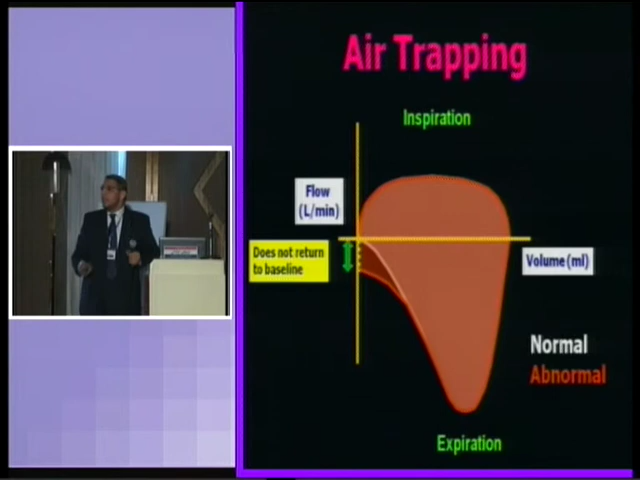 Air Trapping
Inspiration
Flow
(L/min)
Does not return
to baseline
Volume (ml)
Normal
Abnormal
Expiration